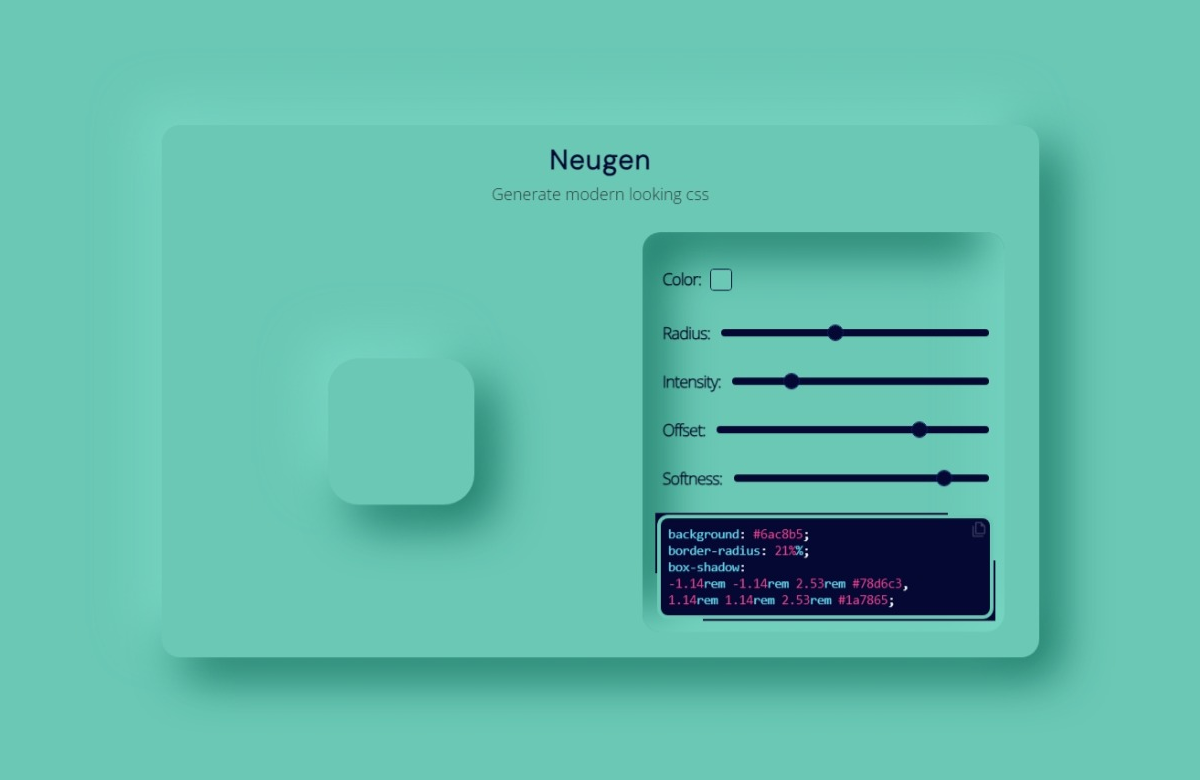 Neugen
Generate modern looking css
Color:
Radius:
Intensity:
Offset:
Softness:
background: #6ac8b5;
border-radius: 21%%;
box-shadow:
-1.14rem -1.14rem 2.53rem #78d6c3,
1.14rem 1.14rem 2.53rem #1a7865;